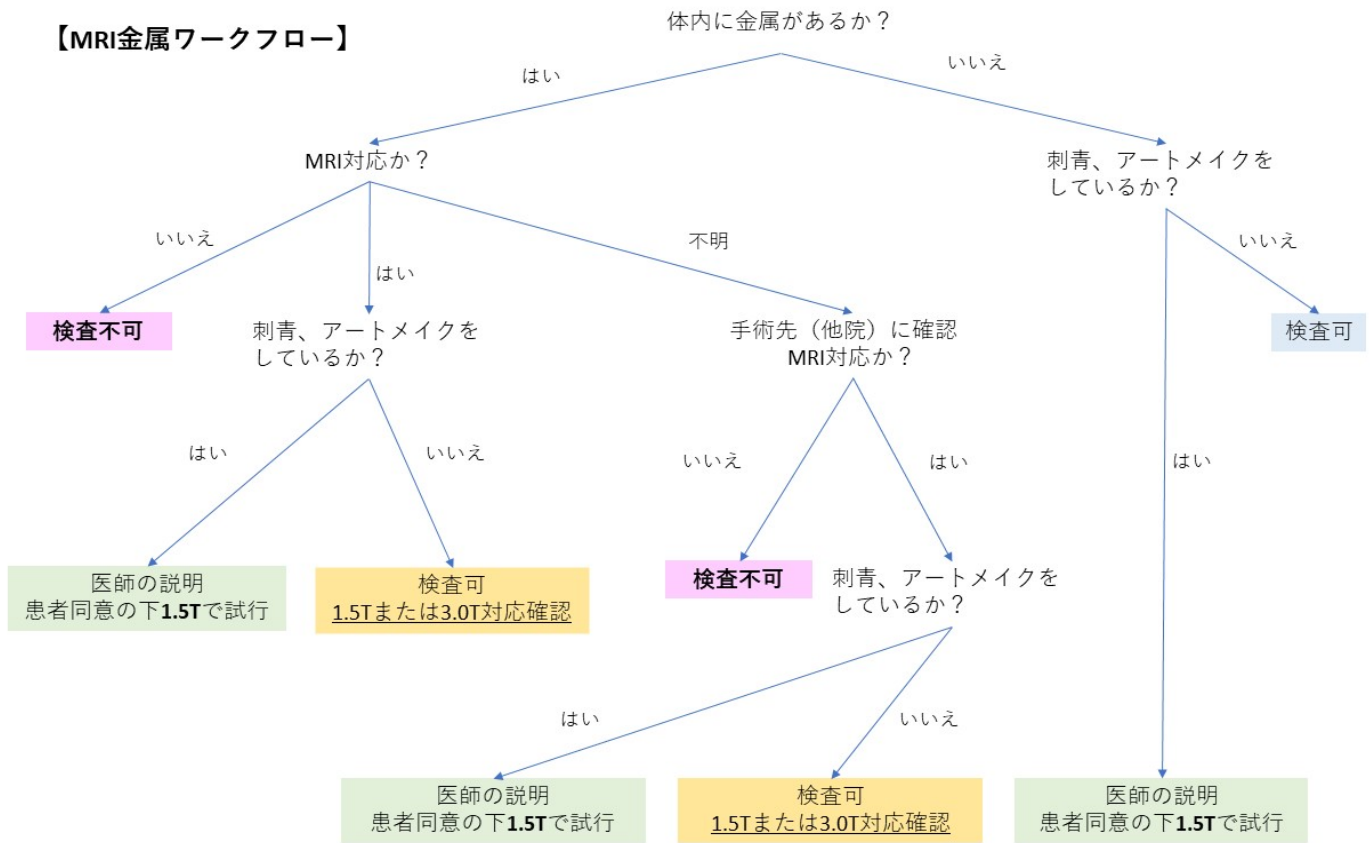 【MRI金属ワークフロー】
体内に金属があるか？
はい
いいえ
MRI対応か？
刺青、アートメイクを
しているか？
いいえ
はい
不明
いいえ
検査不可
刺青、アートメイクを
しているか？
手術先（他院）に確認
MRI対応か？
検査可
はい
いいえ
いいえ
はい
はい
医師の説明
患者同意の下1.5Tで試行
検査可
1.5Tまたは3.0T対応確認
検査不可
刺青、アートメイクを
しているか？
はい
いいえ
医師の説明
患者同意の下1.5Tで試行
検査可
1.5Tまたは3.0T対応確認
医師の説明
患者同意の下1.5Tで試行